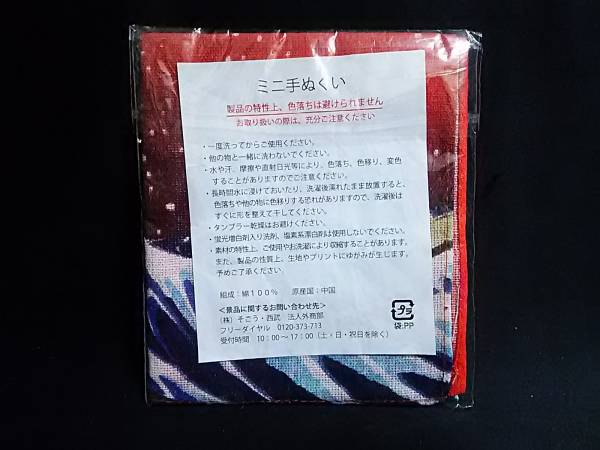 ミニ手ぬぐい
製品の特性上、色落ちは避けられません
お取り扱いの際は、充分ご注意ください
・一度洗ってからご使用ください。
・他の物と一緒に洗わないでください。
・水や汗、摩擦や直射日光等により、色落ち、色移り、変色
することがありますのでご注意ください。
・長時間水に浸けておいたり、洗濯後濡れたまま放置すると、
色落ちや他の物に色移りする恐れがありますので、洗濯後は
すぐに形を整えて干してください。
・タンブラー乾燥はお避けください。
・蛍光増白剤入り洗剤、塩素系漂白剤は使用しないでください。
・素材の特性上、ご使用やお洗濯により収縮することがあります。
また、製品の性質上、生地やプリントにゆがみが生じます。
予めご了承ください。
組成：綿100％　原産国：中国
＜景品に関するお問い合わせ先＞
（株）そごう・西武　法人外商部
フリーダイヤル　0120-373-713
受付時間　10：00～17：00（土・日・祝日を除く）
プラ
袋:PP